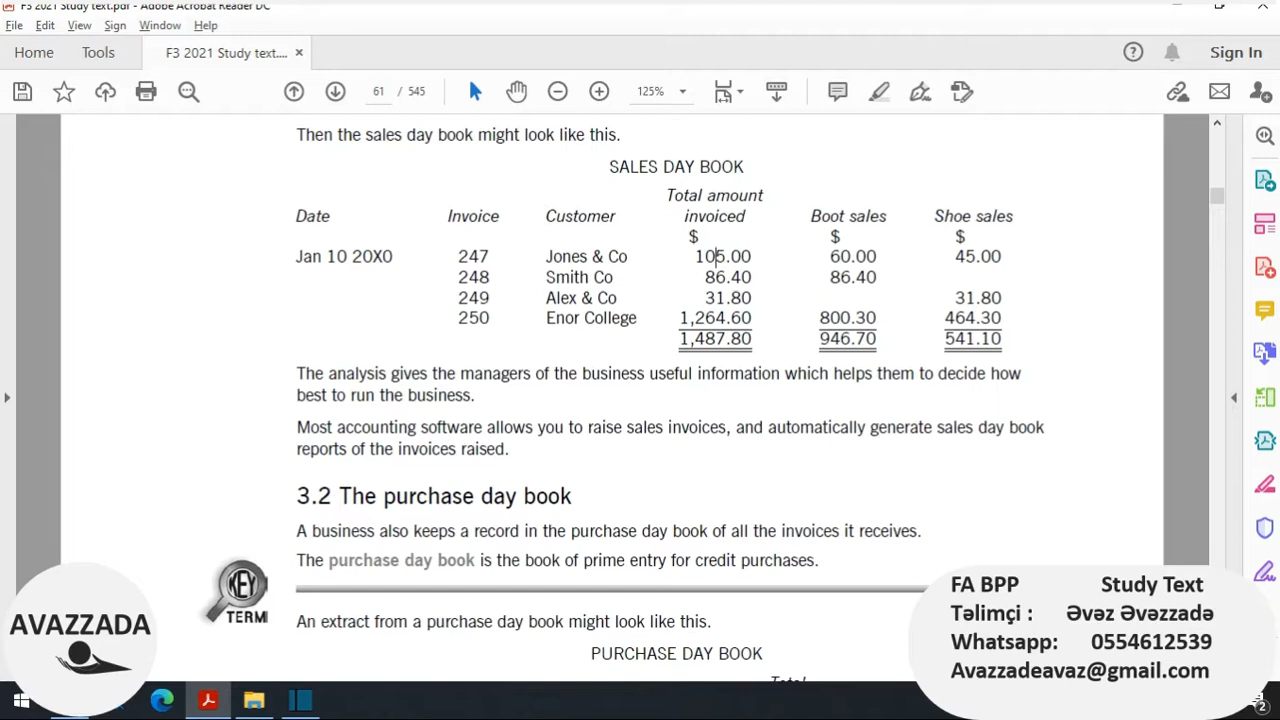 F3 2021 Study text.pdf - Adobe Acrobat Reader DC
File Edit View Sign Window Help
Home Tools F3 2021 Study text.... × Sign In
61 / 545 125%
Then the sales day book might look like this.
SALES DAY BOOK
Total amount
Date Invoice Customer invoiced Boot sales Shoe sales
$ $ $
Jan 10 20X0 247 Jones & Co 105.00 60.00 45.00
248 Smith Co 86.40 86.40
249 Alex & Co 31.80 31.80
250 Enor College 1,264.60 800.30 464.30
1,487.80 946.70 541.10
The analysis gives the managers of the business useful information which helps them to decide how
best to run the business.
Most accounting software allows you to raise sales invoices, and automatically generate sales day book
reports of the invoices raised.
3.2 The purchase day book
A business also keeps a record in the purchase day book of all the invoices it receives.
The purchase day book is the book of prime entry for credit purchases.
KEY
TERM
An extract from a purchase day book might look like this.
PURCHASE DAY BOOK
Total
AVAZZADA
FA BPP Study Text
Təlimçi : Əvəz Əvəzzadə
Whatsapp: 0554612539
Avazzadeavaz@gmail.com
2